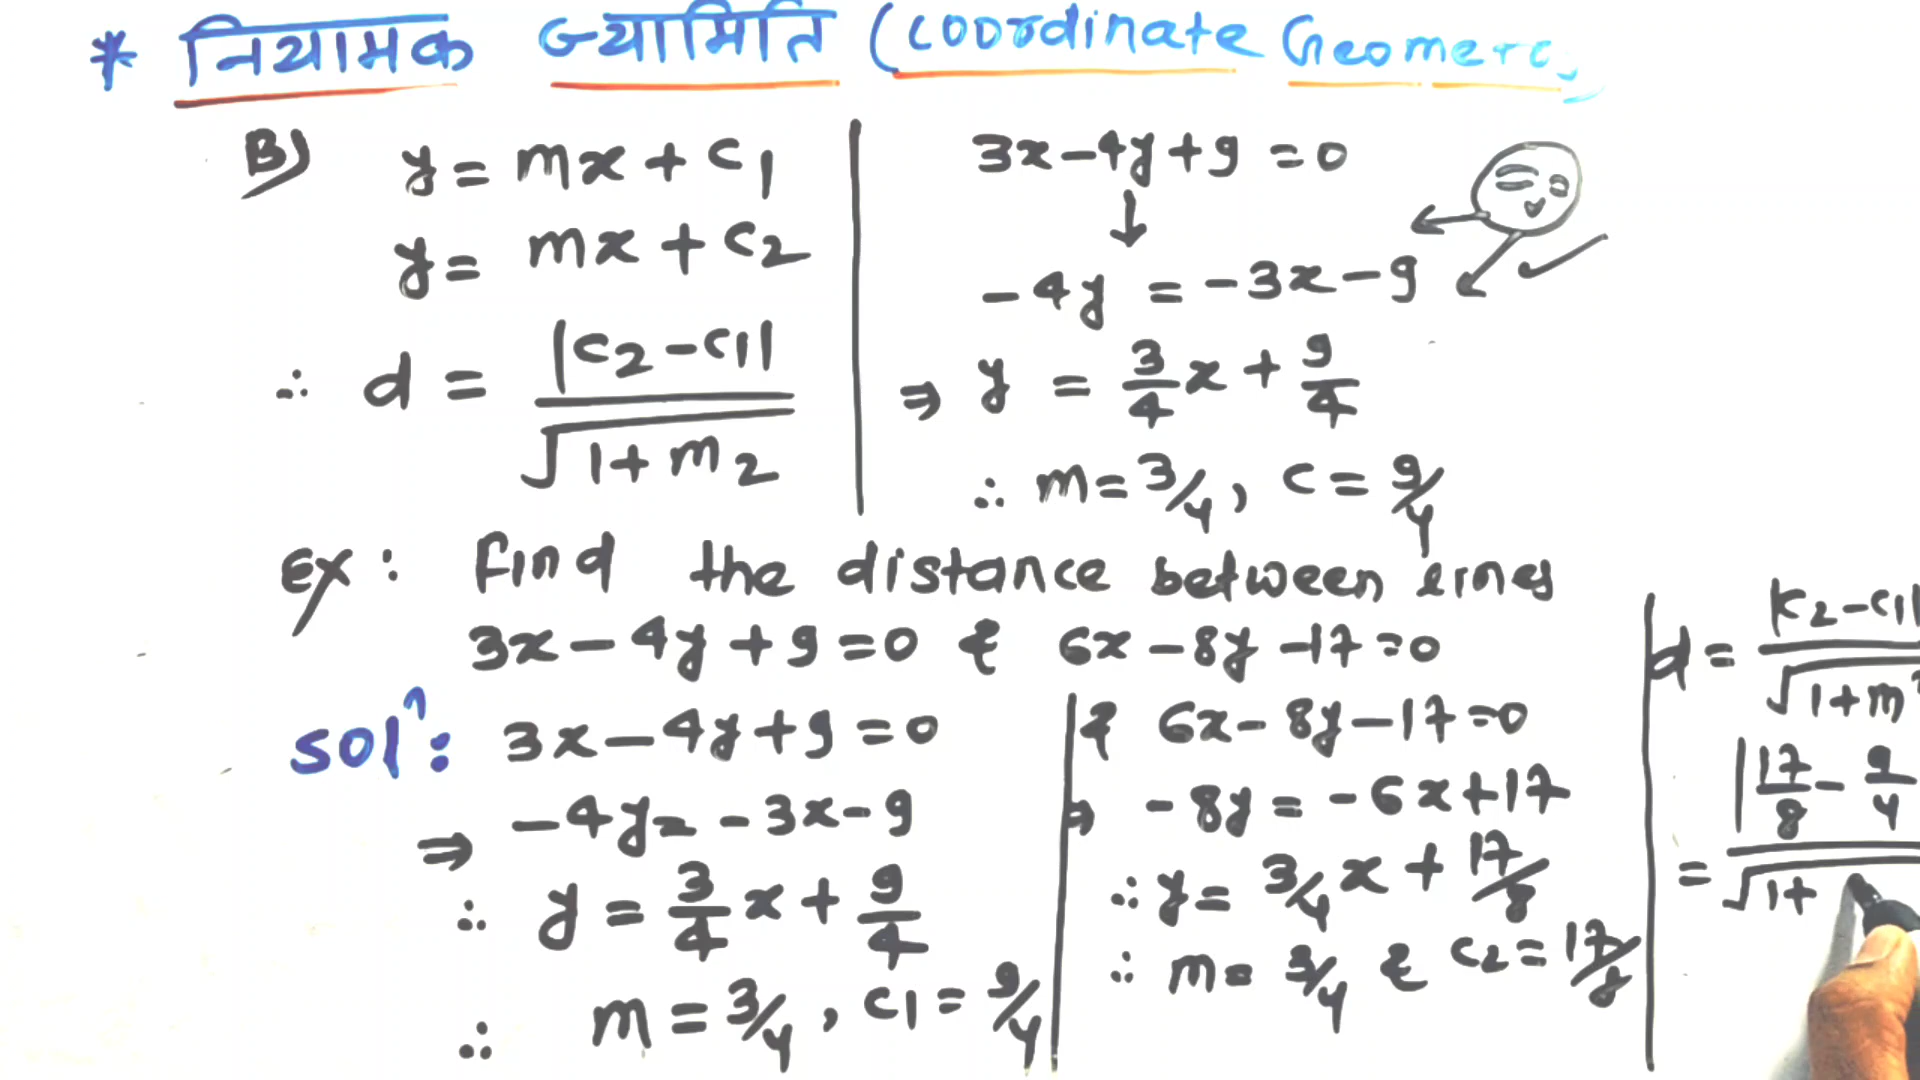 * नियामक ज्यामिति (Coordinate Geometry
B) y = mx + c1
y = mx + c2
∴ d = |c2 - c1| / √1 + m2
3x - 4y + 9 = 0
↓
-4y = -3x - 9
⇒ y = 3/4 x + 9/4
∴ m = 3/4, c = 9/4
Ex: Find the distance between lines
3x - 4y + 9 = 0 & 6x - 8y - 17 = 0
Solⁿ: 3x - 4y + 9 = 0
⇒ -4y = -3x - 9
∴ y = 3/4 x + 9/4
∴ m = 3/4, c1 = 9/4
& 6x - 8y - 17 = 0
⇒ -8y = -6x + 17
∴ y = 3/4 x + 17/8
∴ m = 3/4 & c2 = 17/8
d = |c2 - c1| / √1 + m²
= |17/8 - 9/4 / √1 +